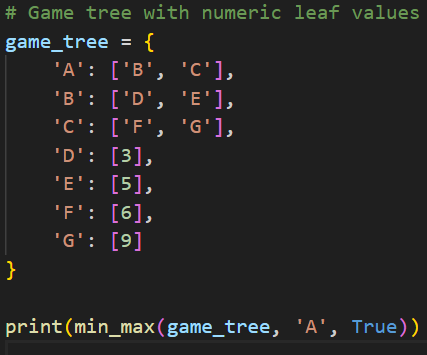 # Game tree with numeric leaf values
game_tree = {
    'A': ['B', 'C'],
    'B': ['D', 'E'],
    'C': ['F', 'G'],
    'D': [3],
    'E': [5],
    'F': [6],
    'G': [9]
}
print(min_max(game_tree, 'A', True))